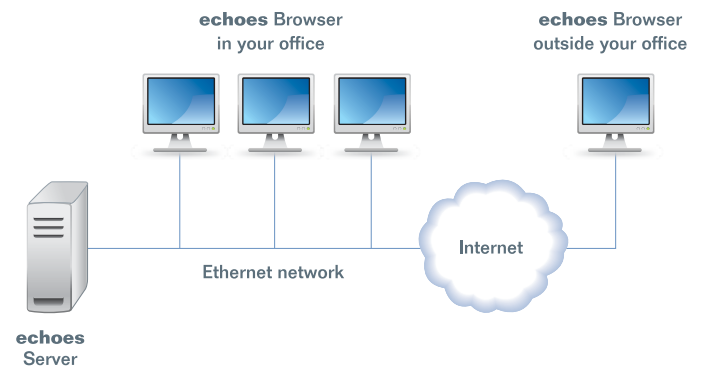 echoes Browser
in your office
echoes Browser
outside your office
Internet
Ethernet network
echoes
Server